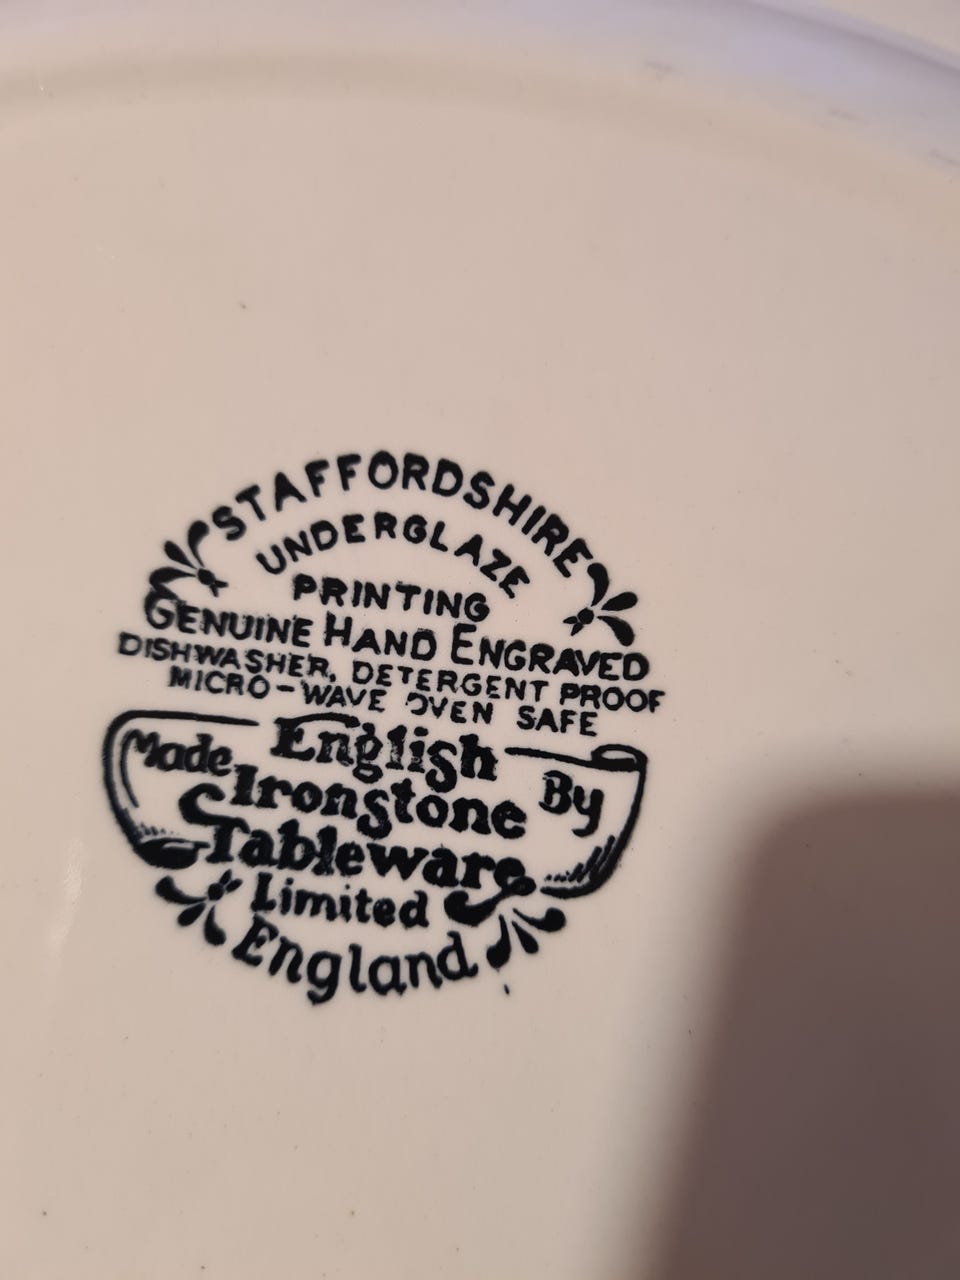 STAFFORDSHIRE
UNDERGLAZE
PRINTING
GENUINE HAND ENGRAVED
DISHWASHER, DETERGENT PROOF
MICRO-WAVE OVEN SAFE
Made English By
Ironstone
Tableware
Limited
England